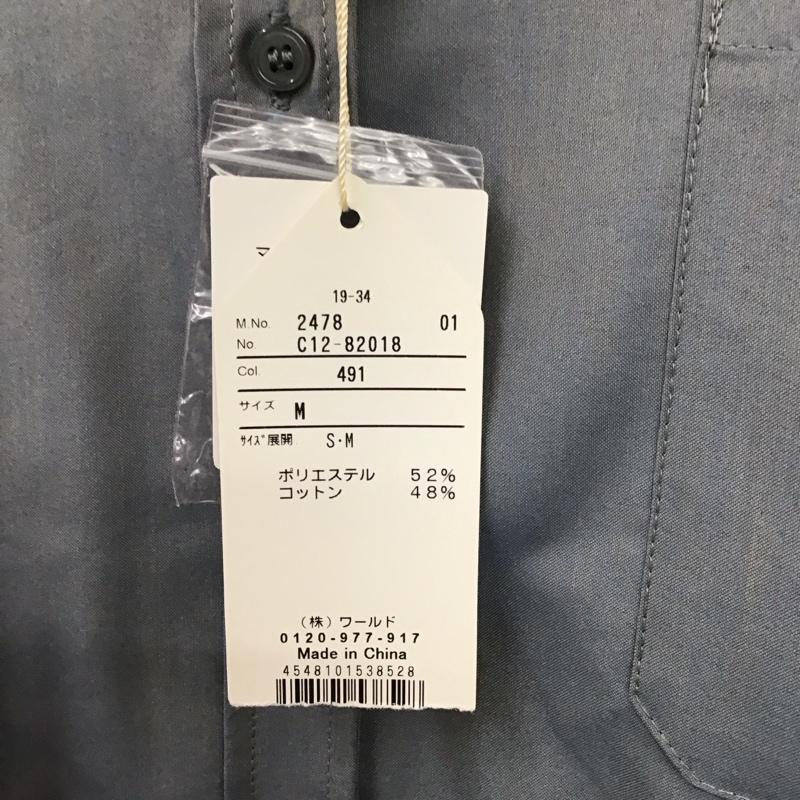 マ
19-34
M.No. 2478 01
No. C12-82018
Col. 491
サイズ M
ｻｲｽﾞ展開 S・M
ポリエステル 52%
コットン 48%
(株)ワールド
0120-977-917
Made in China
4548101538528